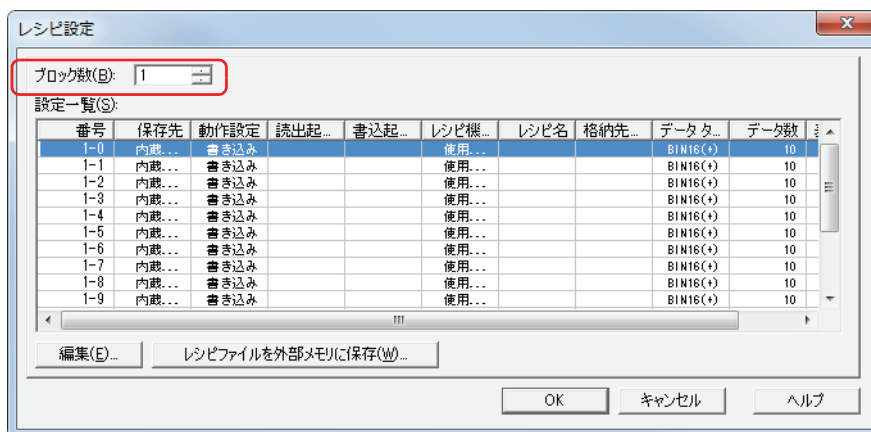 レシピ設定
ブロック数(B): 1
設定一覧(S):
番号 保存先 動作設定 読出起... 書込起... レシピ機... レシピ名 格納先... データ タ... データ数
1-0 内蔵... 書き込み 使用... BIN16(+) 10
1-1 内蔵... 書き込み 使用... BIN16(+) 10
1-2 内蔵... 書き込み 使用... BIN16(+) 10
1-3 内蔵... 書き込み 使用... BIN16(+) 10
1-4 内蔵... 書き込み 使用... BIN16(+) 10
1-5 内蔵... 書き込み 使用... BIN16(+) 10
1-6 内蔵... 書き込み 使用... BIN16(+) 10
1-7 内蔵... 書き込み 使用... BIN16(+) 10
1-8 内蔵... 書き込み 使用... BIN16(+) 10
1-9 内蔵... 書き込み 使用... BIN16(+) 10
編集(E)... レシピファイルを外部メモリに保存(W)...
OK キャンセル ヘルプ